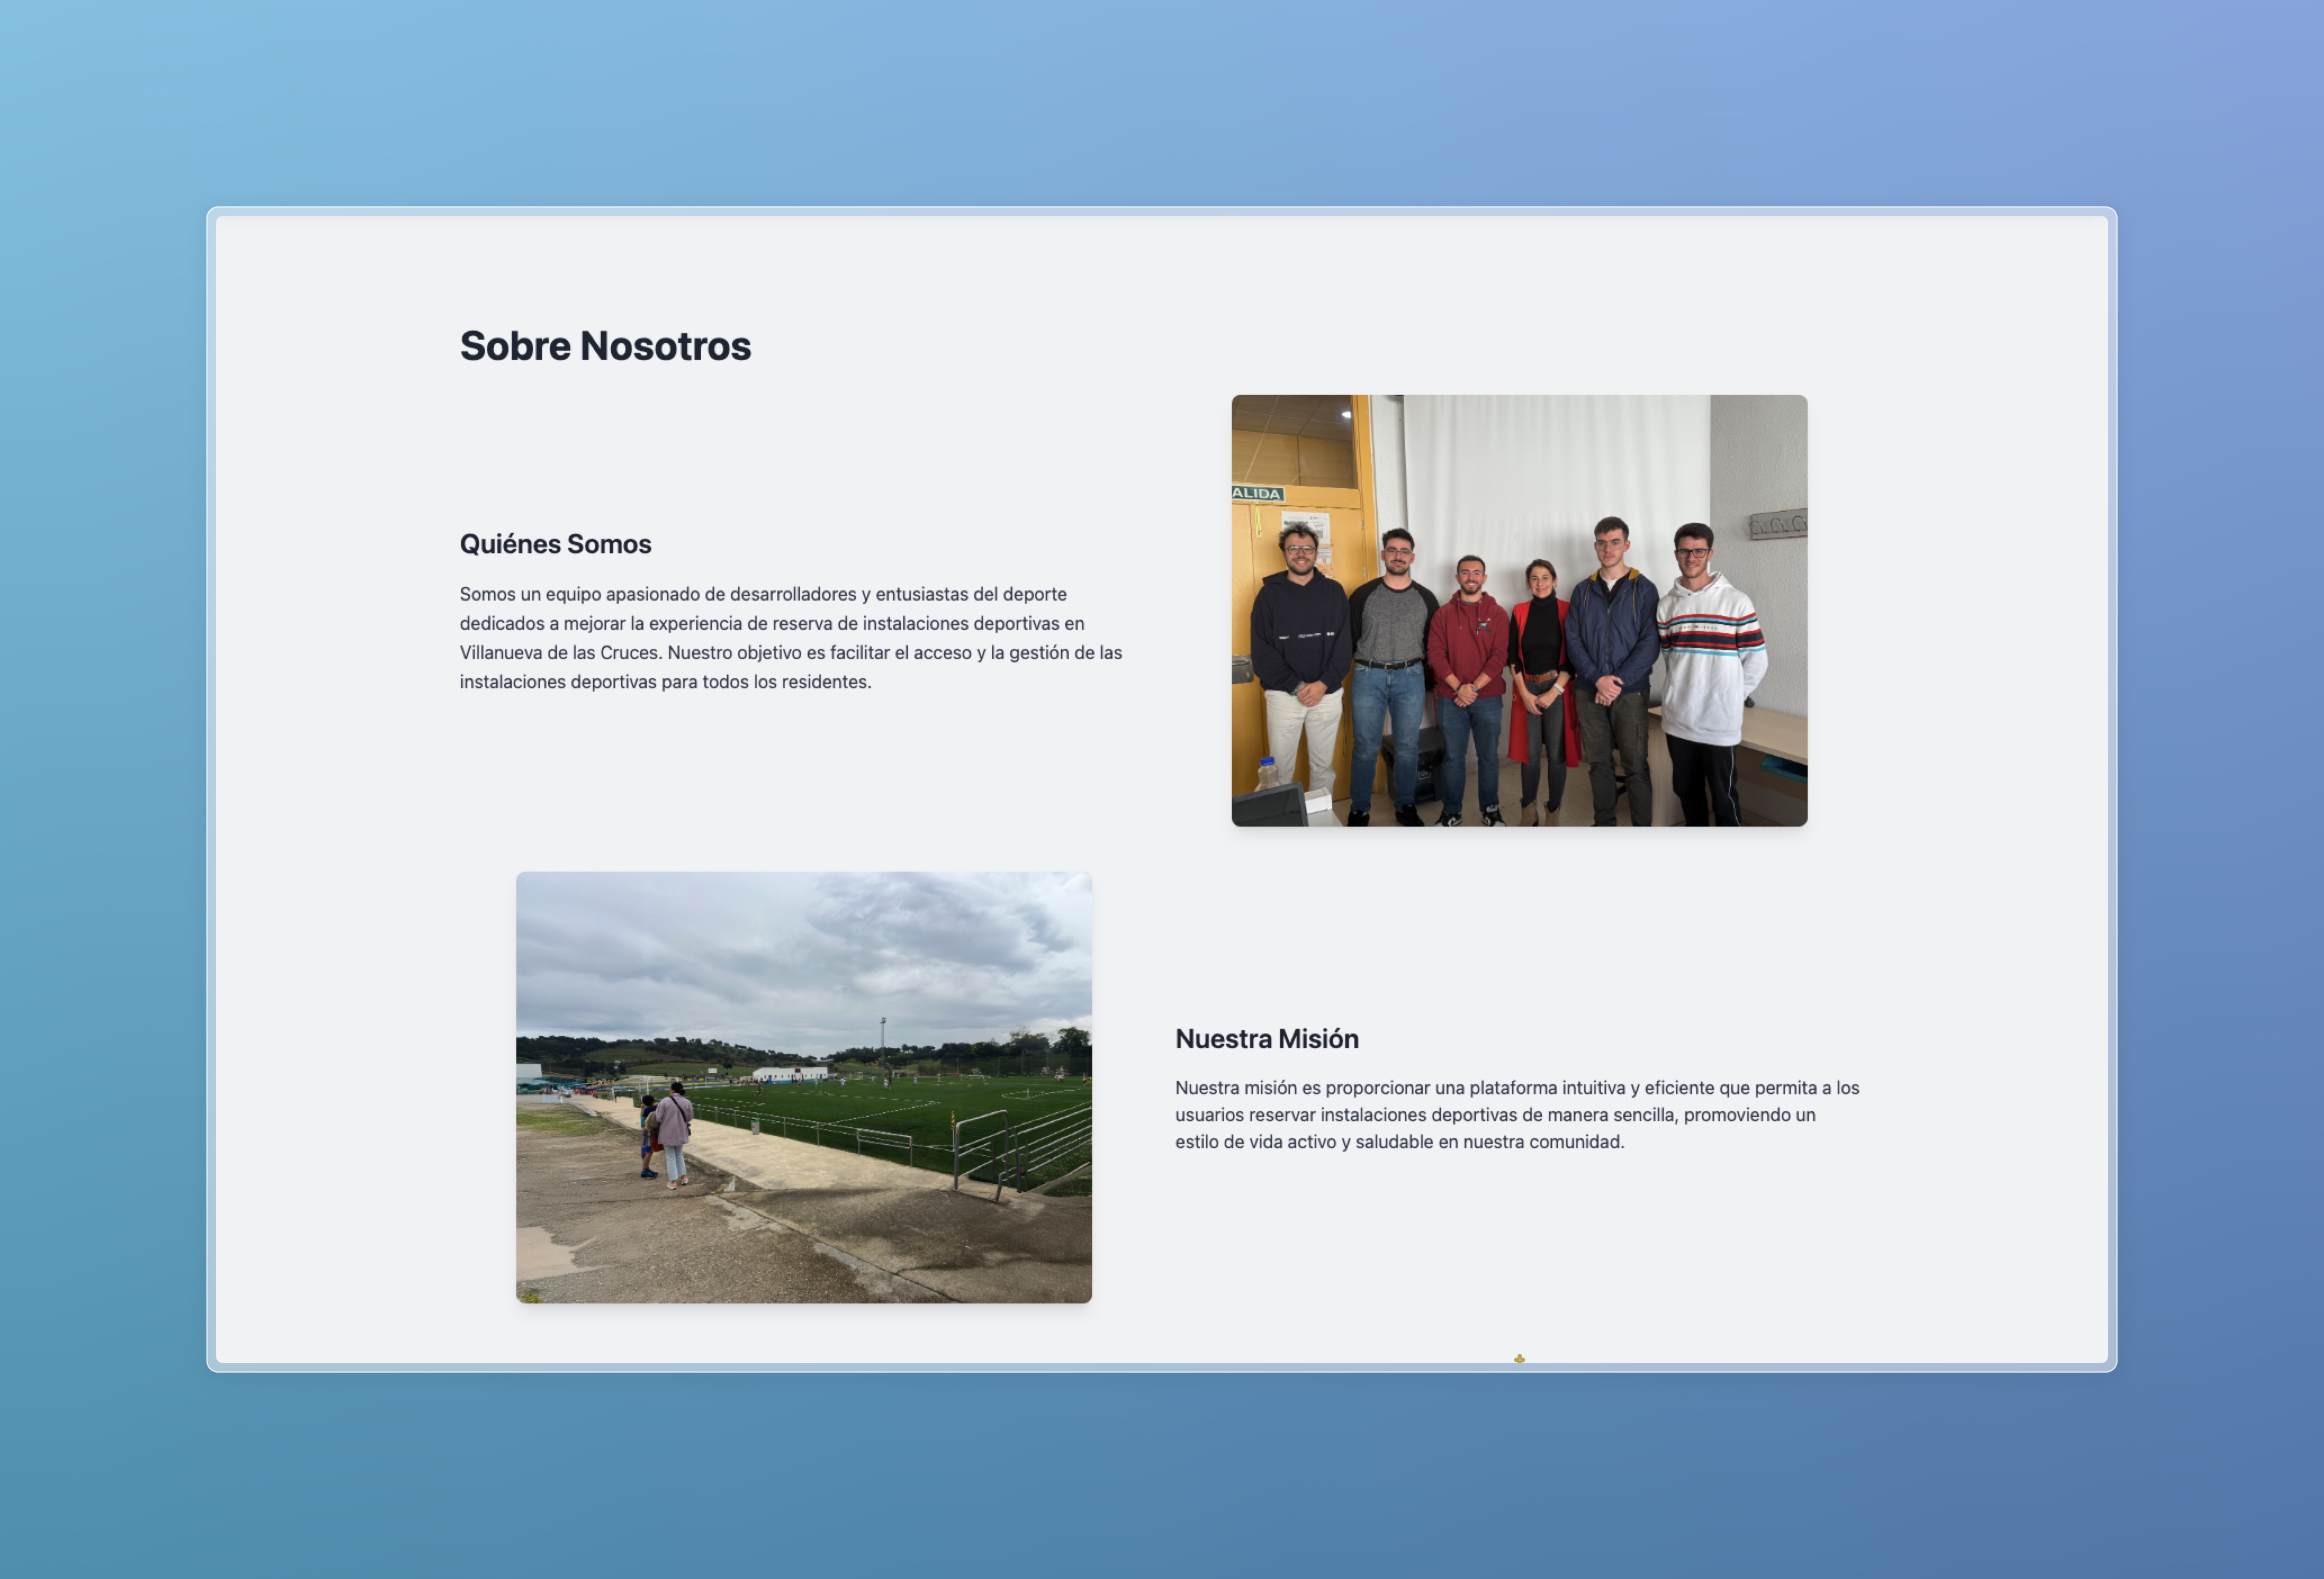 Sobre Nosotros
Quiénes Somos
Somos un equipo apasionado de desarrolladores y entusiastas del deporte
dedicados a mejorar la experiencia de reserva de instalaciones deportivas en
Villanueva de las Cruces. Nuestro objetivo es facilitar el acceso y la gestión de las
instalaciones deportivas para todos los residentes.
ALIDA
Nuestra Misión
Nuestra misión es proporcionar una plataforma intuitiva y eficiente que permita a los
usuarios reservar instalaciones deportivas de manera sencilla, promoviendo un
estilo de vida activo y saludable en nuestra comunidad.